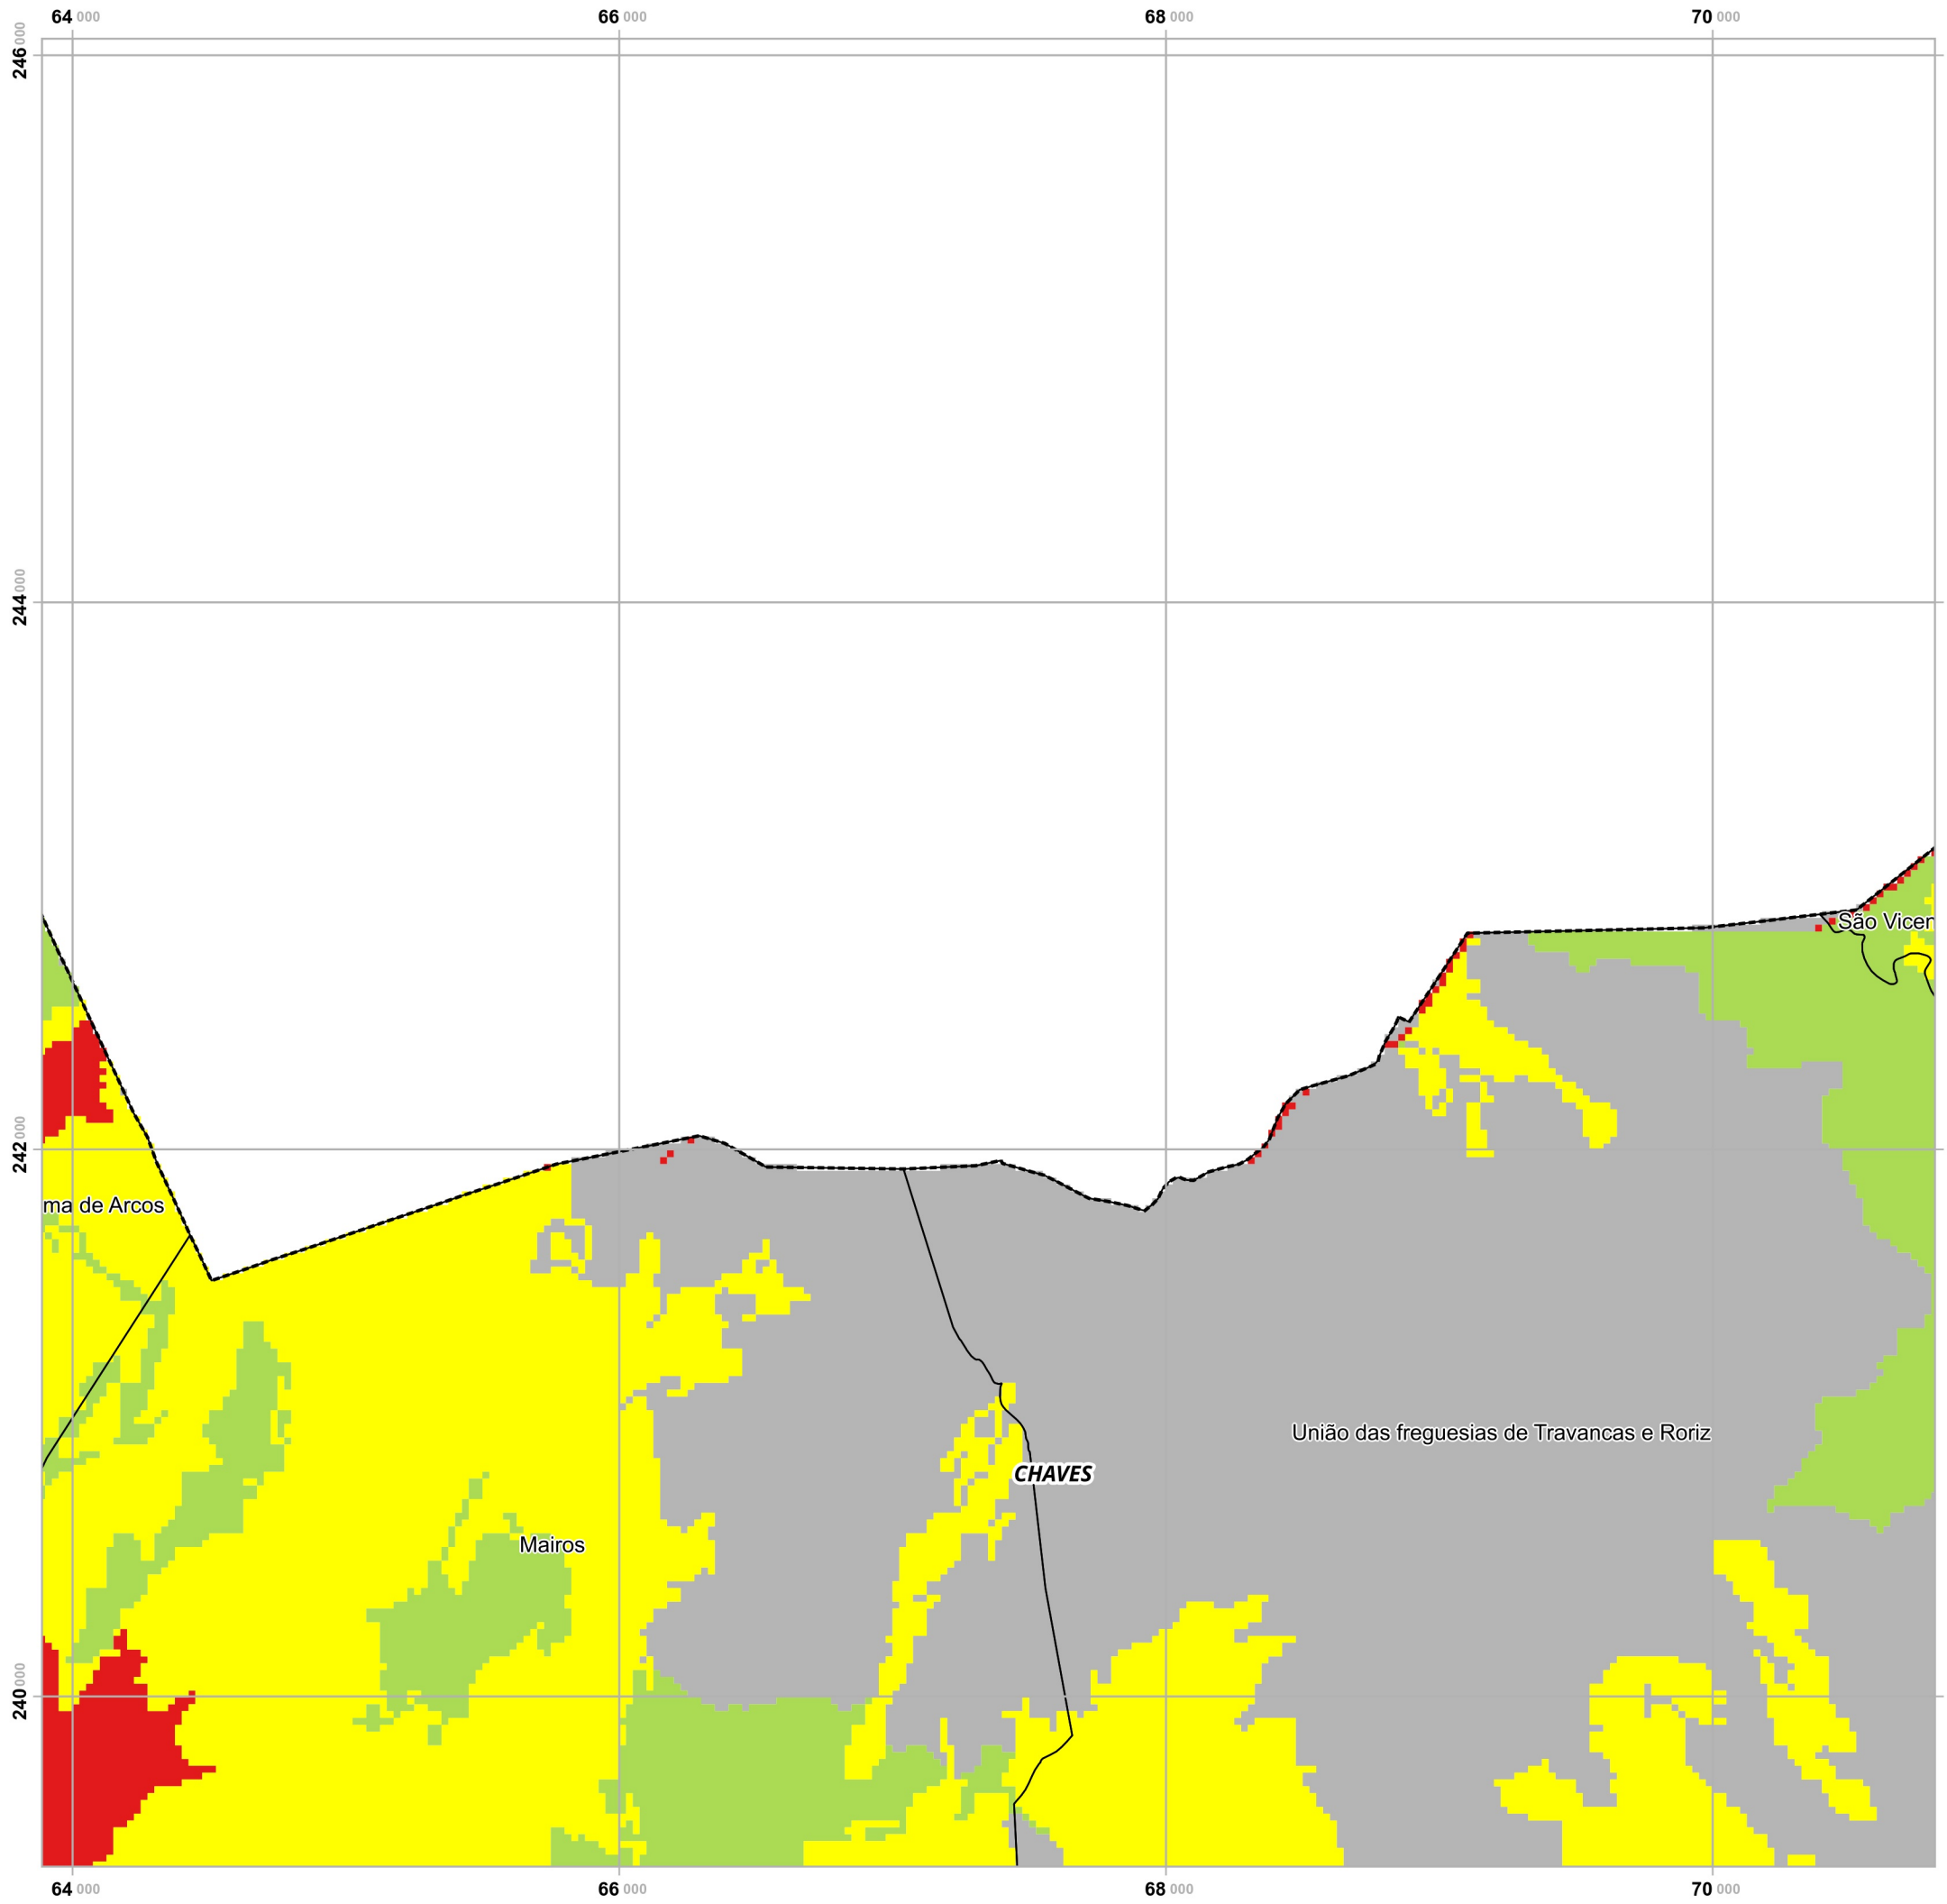 64 000 66 000 68 000 70 000
246 000
244 000
São Vicen
242 000
ma de Arcos
União das freguesias de Travancas e Roriz
CHAVES
Mairos
240 000
64 000 66 000 68 000 70 000